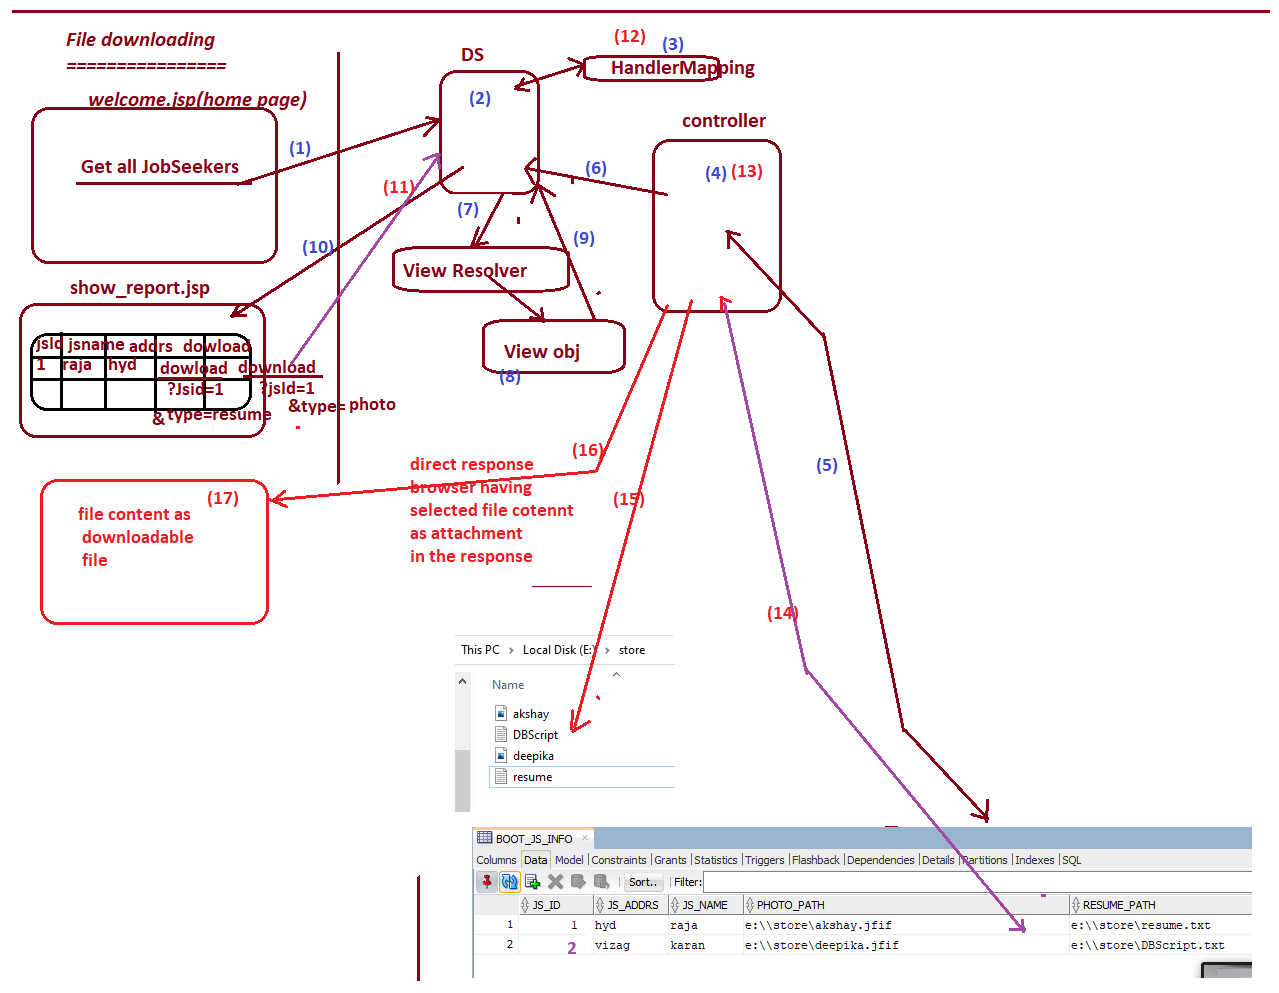 File downloading
================
welcome.jsp(home page)
Get all JobSeekers
(1)
DS
(2)
(12)
(3)
HandlerMapping
controller
(4)
(13)
(6)
(11)
(7)
(9)
(10)
View Resolver
View obj
(8)
show_report.jsp
jsId jsname addrs dowload
1 raja hyd dowload download
?Jsid=1 ?jsId=1
& type=resume &type= photo
(5)
(16)
(15)
(14)
direct response
browser having
selected file cotennt
as attachment
in the response
(17)
file content as
downloadable
file
This PC > Local Disk (E:) > store
Name
akshay
DBScript
deepika
resume
BOOT_JS_INFO
Columns Data Model Constraints Grants Statistics Triggers Flashback Dependencies Details Partitions Indexes SQL
Sort.. Filter:
JS_ID JS_ADDRS JS_NAME PHOTO_PATH RESUME_PATH
1 1 hyd raja e:\\store\akshay.jfif e:\\store\resume.txt
2 2 vizag karan e:\\store\deepika.jfif e:\\store\DBScript.txt